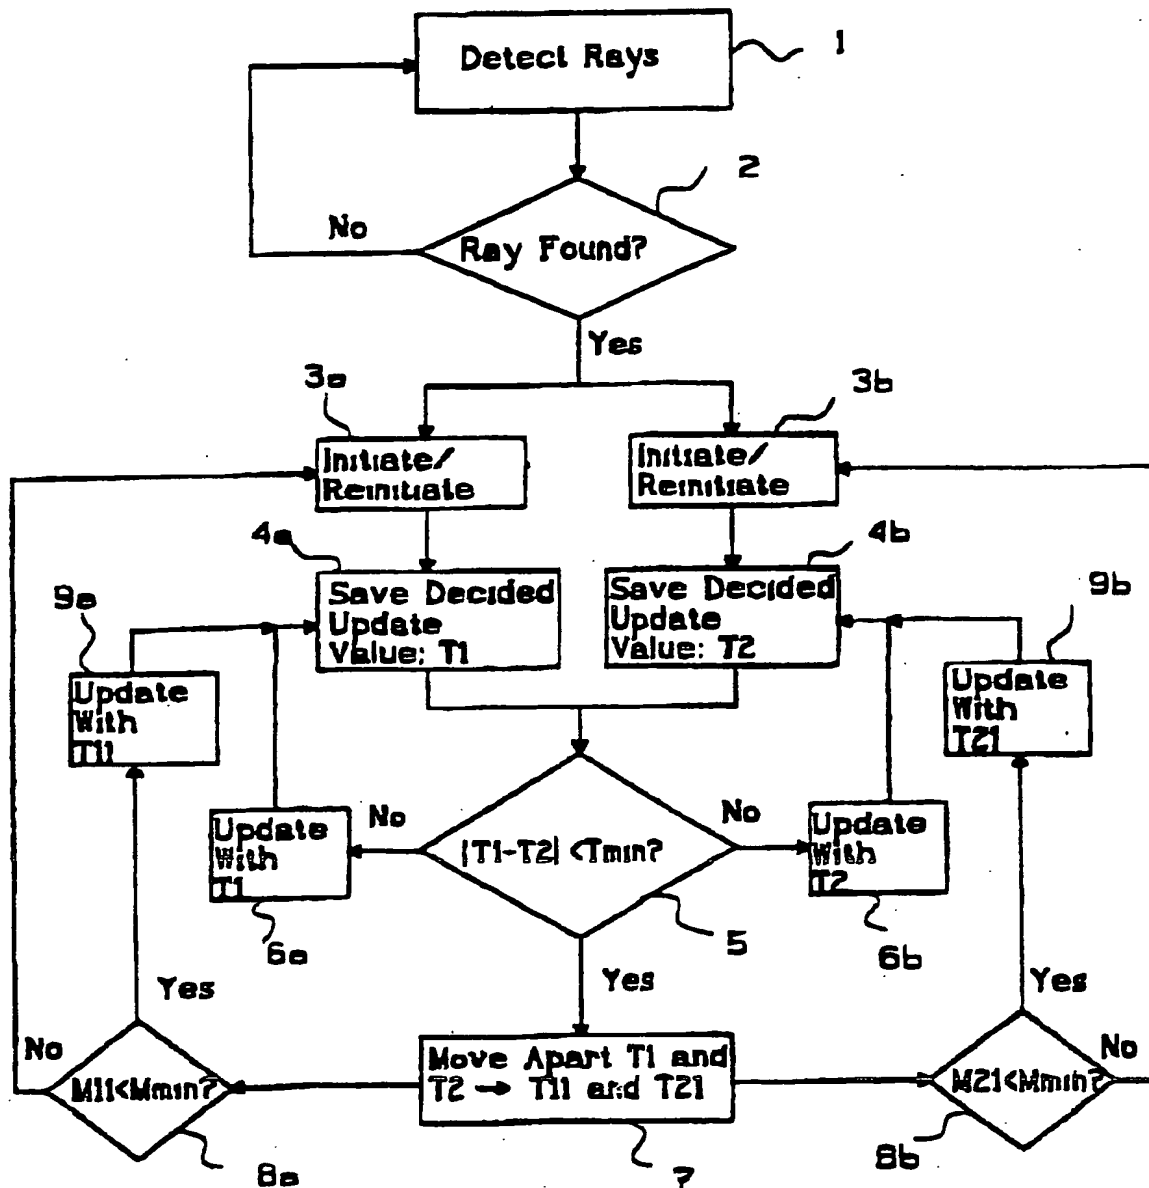 Detect Rays
1
2
No
Ray Found?
Yes
3a
3b
Initiate/
Reinitiate
Initiate/
Reinitiate
4a
4b
Save Decided
Update
Value: T1
Save Decided
Update
Value: T2
9a
9b
Update
With
T11
Update
With
T21
Update
With
T1
No
|T1-T2| <Tmin?
No
Update
With
T2
6a
5
6b
Yes
Yes
Yes
No
M11<Mmin?
Move Apart T1 and
T2 → T11 and T21
M21<Mmin?
No
8a
7
8b